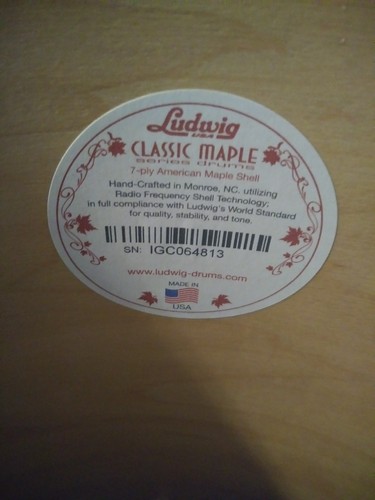 Ludwig
USA
CLASSIC MAPLE
series drums
7-ply American Maple Shell
Hand-Crafted in Monroe, NC. utilizing
Radio Frequency Shell Technology;
in full compliance with Ludwig's World Standard
for quality, stability, and tone.
SN: IGC064813
www.ludwig-drums.com
MADE IN
USA